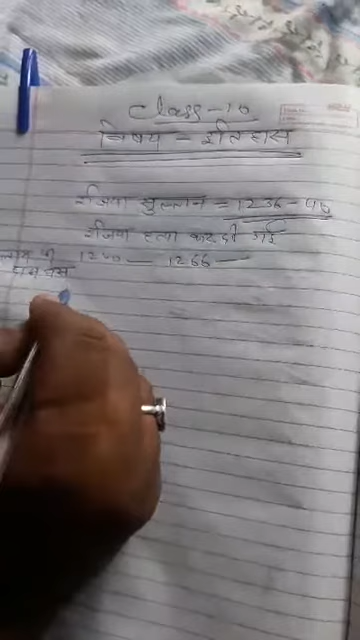 Class-10
विषय = इतिहास
रजिया सुल्तान = 1236-40
रजिया हत्या कर दी गई
1240 — 1266 —